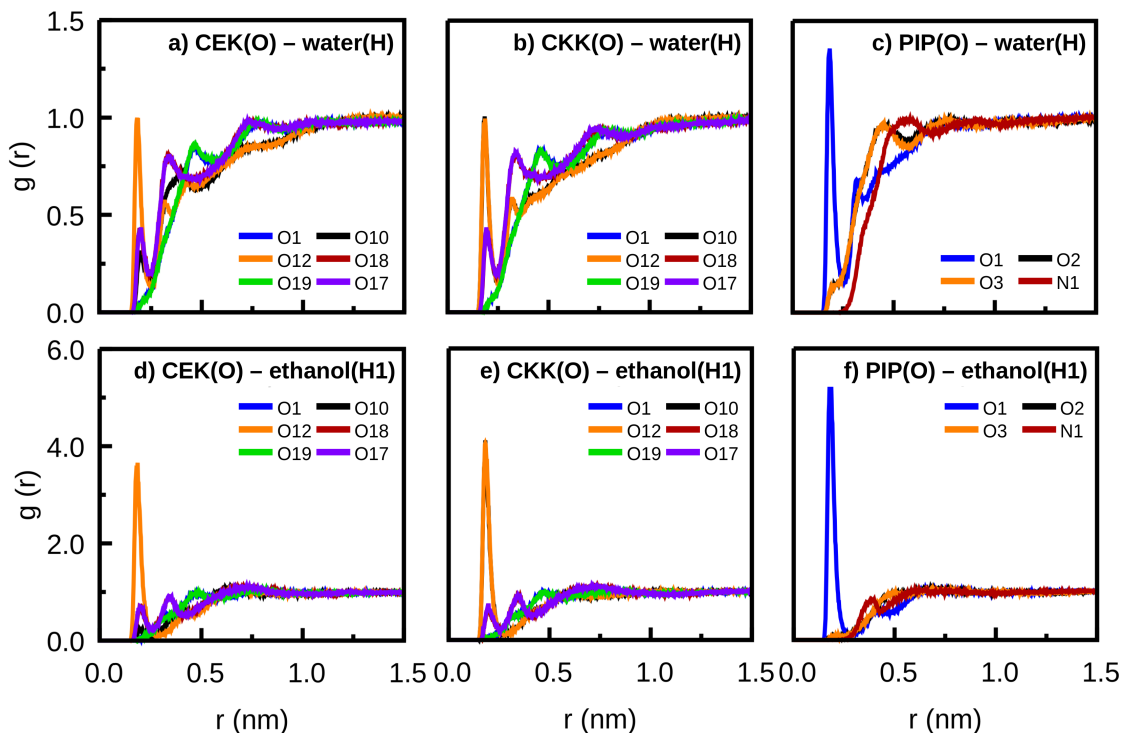 a) CEK(O) – water(H)
b) CKK(O) – water(H)
c) PIP(O) – water(H)
1.5
1.0
0.5
0.0
g (r)
O1 O10
O12 O18
O19 O17
O1 O10
O12 O18
O19 O17
O1 O2
O3 N1
d) CEK(O) – ethanol(H1)
e) CKK(O) – ethanol(H1)
f) PIP(O) – ethanol(H1)
6.0
4.0
2.0
0.0
g (r)
O1 O10
O12 O18
O19 O17
O1 O10
O12 O18
O19 O17
O1 O2
O3 N1
0.0 0.5 1.0 1.5 0.0 0.5 1.0 1.5 0.0 0.5 1.0 1.5
r (nm) r (nm) r (nm)